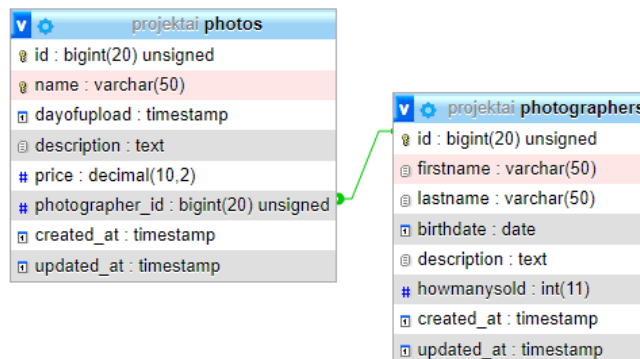 v projektai photos
id : bigint(20) unsigned
name : varchar(50)
dayofupload : timestamp
description : text
# price : decimal(10,2)
# photographer_id : bigint(20) unsigned
created_at : timestamp
updated_at : timestamp
v projektai photographers
id : bigint(20) unsigned
firstname : varchar(50)
lastname : varchar(50)
birthdate : date
description : text
# howmanysold : int(11)
created_at : timestamp
updated_at : timestamp